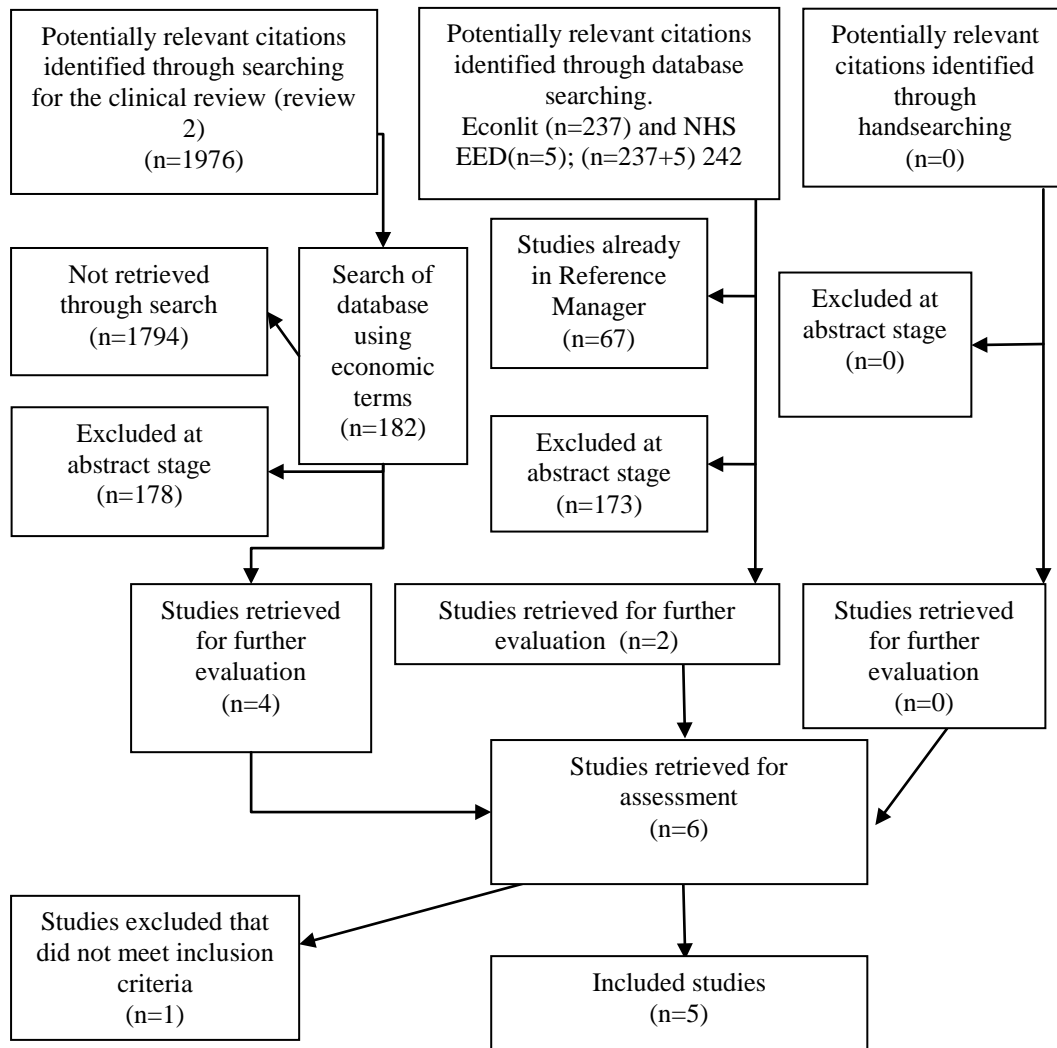 Potentially relevant citations
identified through searching
for the clinical review (review
2)
(n=1976)
Potentially relevant citations
identified through database
searching.
Econlit (n=237) and NHS
EED(n=5); (n=237+5) 242
Potentially relevant
citations identified
through
handsearching
(n=0)
Not retrieved
through search
(n=1794)
Search of
database
using
economic
terms
(n=182)
Studies already
in Reference
Manager
(n=67)
Excluded at
abstract stage
(n=0)
Excluded at
abstract stage
(n=178)
Excluded at
abstract stage
(n=173)
Studies retrieved
for further
evaluation
(n=4)
Studies retrieved for further
evaluation (n=2)
Studies retrieved
for further
evaluation
(n=0)
Studies retrieved for
assessment
(n=6)
Studies excluded that
did not meet inclusion
criteria
(n=1)
Included studies
(n=5)